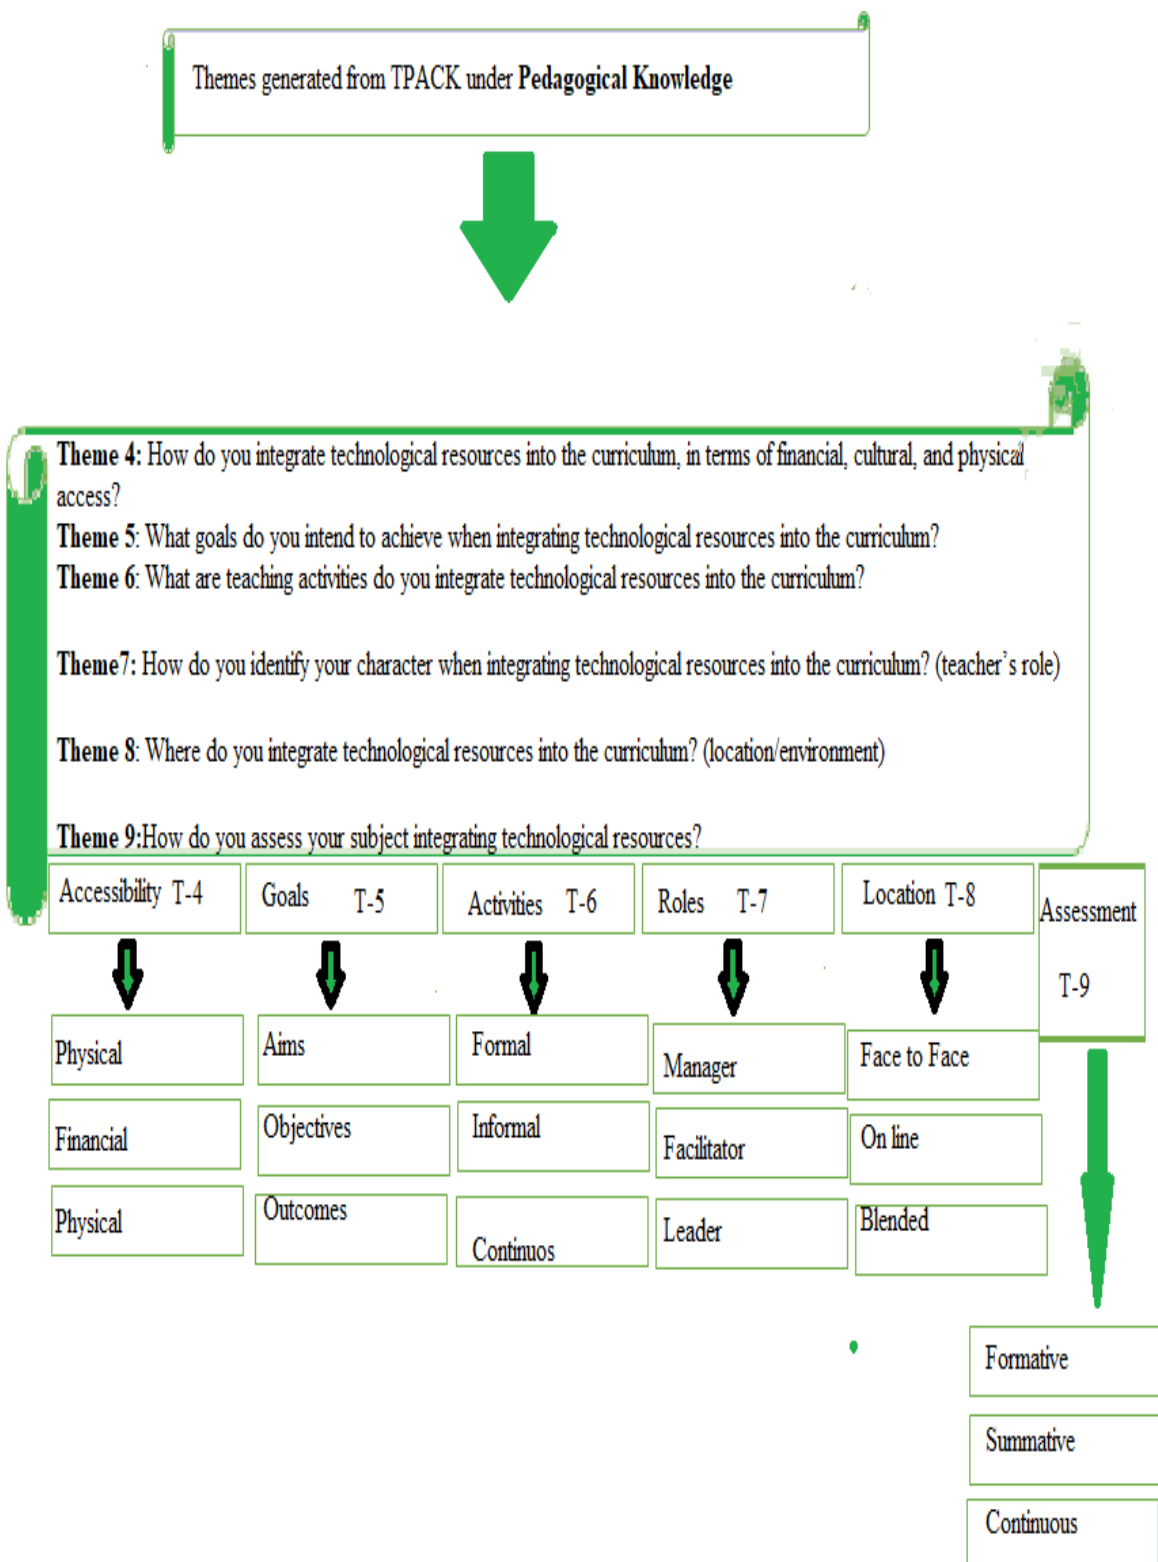 Themes generated from TPACK under Pedagogical Knowledge
Theme 4: How do you integrate technological resources into the curriculum, in terms of financial, cultural, and physical
access?
Theme 5: What goals do you intend to achieve when integrating technological resources into the curriculum?
Theme 6: What are teaching activities do you integrate technological resources into the curriculum?
Theme7: How do you identify your character when integrating technological resources into the curriculum? (teacher’s role)
Theme 8: Where do you integrate technological resources into the curriculum? (location/environment)
Theme 9:How do you assess your subject integrating technological resources?
Accessibility T-4
Goals T-5
Activities T-6
Roles T-7
Location T-8
Assessment
T-9
Physical
Financial
Physical
Aims
Objectives
Outcomes
Formal
Informal
Continuos
Manager
Facilitator
Leader
Face to Face
On line
Blended
Formative
Summative
Continuous